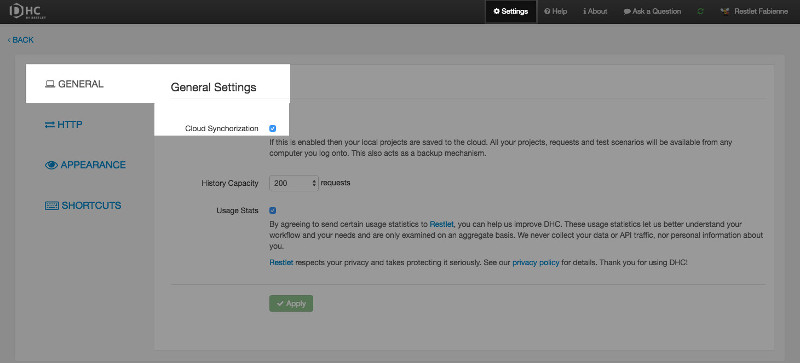 DHC
BY RESTLET
Settings
Help
About
Ask a Question
Restlet Fabienne
‹ BACK
GENERAL
HTTP
APPEARANCE
SHORTCUTS
General Settings
Cloud Synchorization
If this is enabled then your local projects are saved to the cloud. All your projects, requests and test scenarios will be available from any
computer you log onto. This also acts as a backup mechanism.
History Capacity
200
requests
Usage Stats
By agreeing to send certain usage statistics to Restlet, you can help us improve DHC. These usage statistics let us better understand your
workflow and your needs and are only examined on an aggregate basis. We never collect your data or API traffic, nor personal information about
you.
Restlet respects your privacy and takes protecting it seriously. See our privacy policy for details. Thank you for using DHC!
Apply